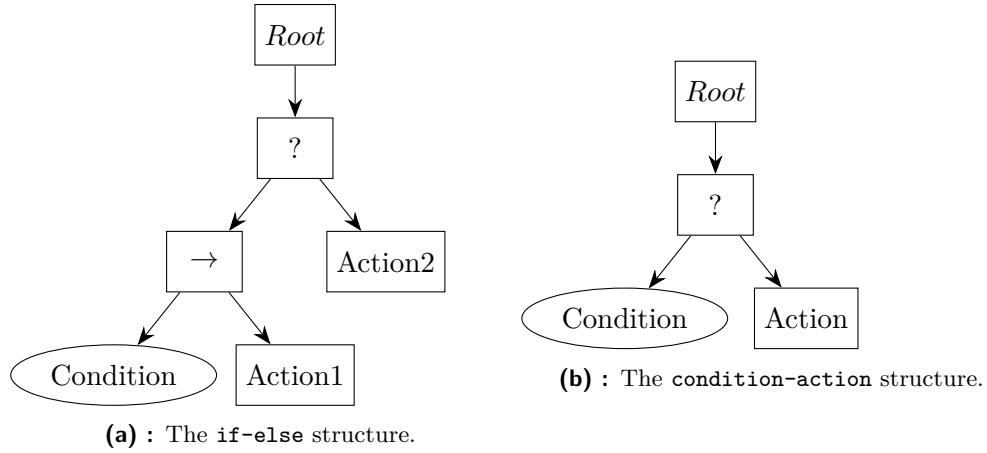 Root
?
→
Action2
Condition
Action1
(a) : The if-else structure.
Root
?
Condition
Action
(b) : The condition-action structure.